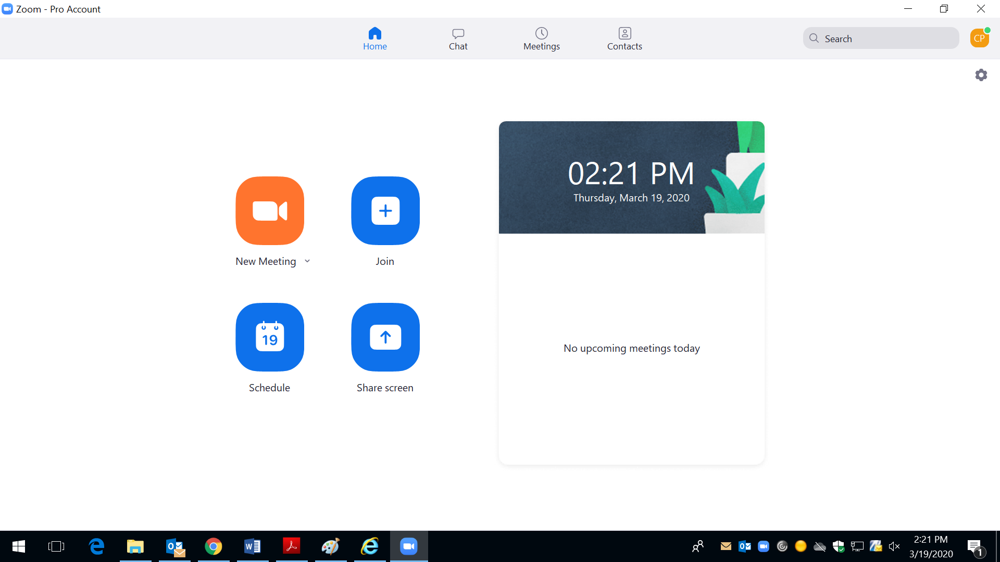 Zoom - Pro Account
Home
Chat
Meetings
Contacts
Search
CP
02:21 PM
Thursday, March 19, 2020
New Meeting
Join
19
Schedule
Share screen
No upcoming meetings today
2:21 PM
3/19/2020
1